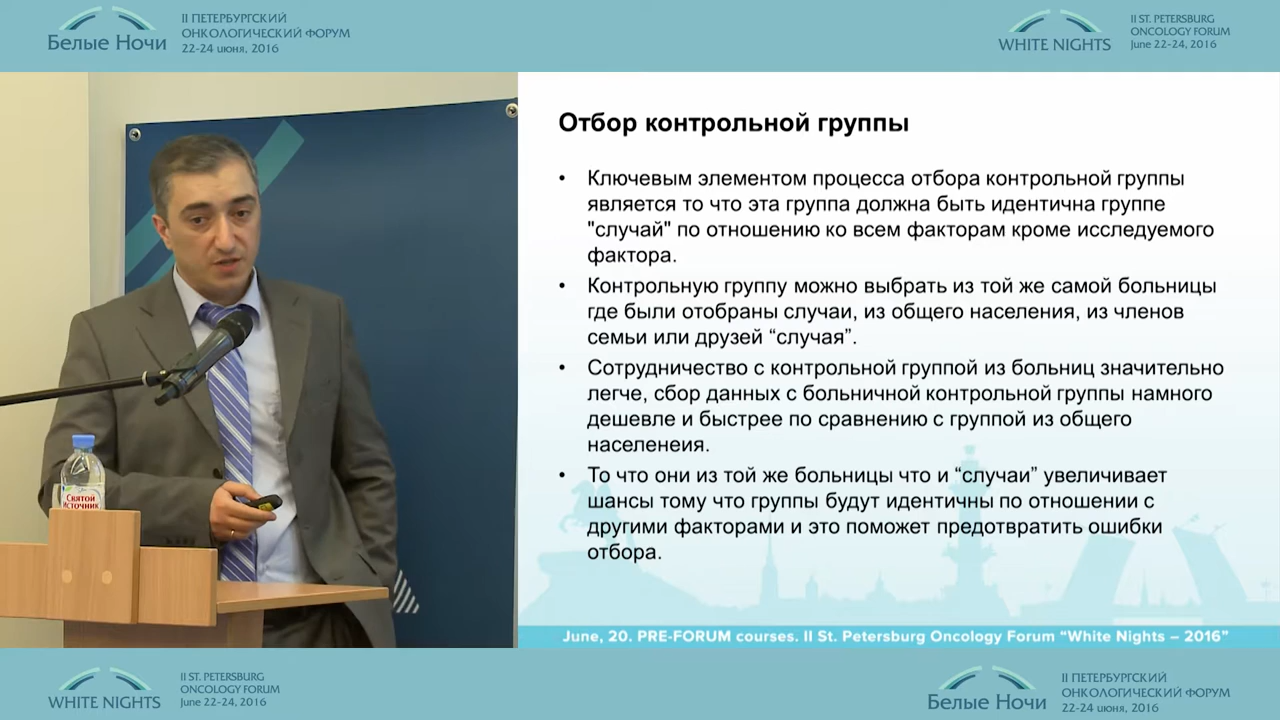 Белые Ночи
II ПЕТЕРБУРГСКИЙ
ОНКОЛОГИЧЕСКИЙ ФОРУМ
22-24 июня, 2016
WHITE NIGHTS
II ST. PETERSBURG
ONCOLOGY FORUM
June 22-24, 2016
Отбор контрольной группы
• Ключевым элементом процесса отбора контрольной группы
является то что эта группа должна быть идентична группе
"случай" по отношению ко всем факторам кроме исследуемого
фактора.
• Контрольную группу можно выбрать из той же самой больницы
где были отобраны случаи, из общего населения, из членов
семьи или друзей “случая”.
• Сотрудничество с контрольной группой из больниц значительно
легче, сбор данных с больничной контрольной группы намного
дешевле и быстрее по сравнению с группой из общего
населенеия.
• То что они из той же больницы что и “случаи” увеличивает
шансы тому что группы будут идентичны по отношении с
другими факторами и это поможет предотвратить ошибки
отбора.
Святой
Источник
June, 20. PRE-FORUM courses. II St. Petersburg Oncology Forum “White Nights – 2016”
WHITE NIGHTS
II ST. PETERSBURG
ONCOLOGY FORUM
June 22-24, 2016
Белые Ночи
II ПЕТЕРБУРГСКИЙ
ОНКОЛОГИЧЕСКИЙ ФОРУМ
22-24 июня, 2016